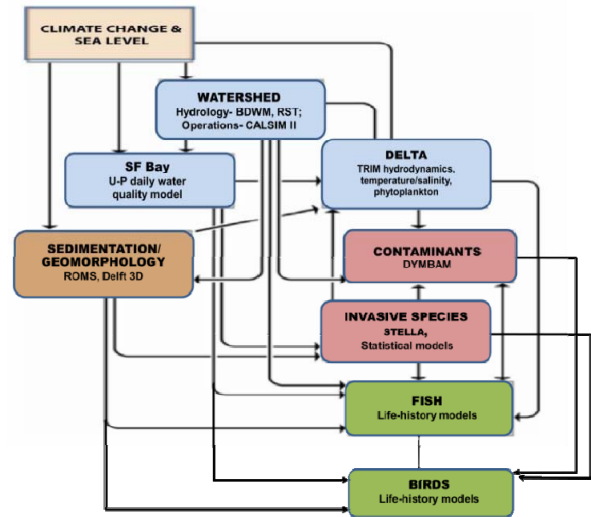 CLIMATE CHANGE &
SEA LEVEL
WATERSHED
Hydrology- BDWM, RST;
Operations- CALSIM II
SF Bay
U-P daily water
quality model
DELTA
TRIM hydrodynamics.
temperature/salinity,
phytoplankton
SEDIMENTATION/
GEOMORPHOLOGY
ROMS, Delft 3D
CONTAMINANTS
DYMBAM
INVASIVE SPECIES
STELLA,
Statistical models
FISH
Life-history models
BIRDS
Life-history models